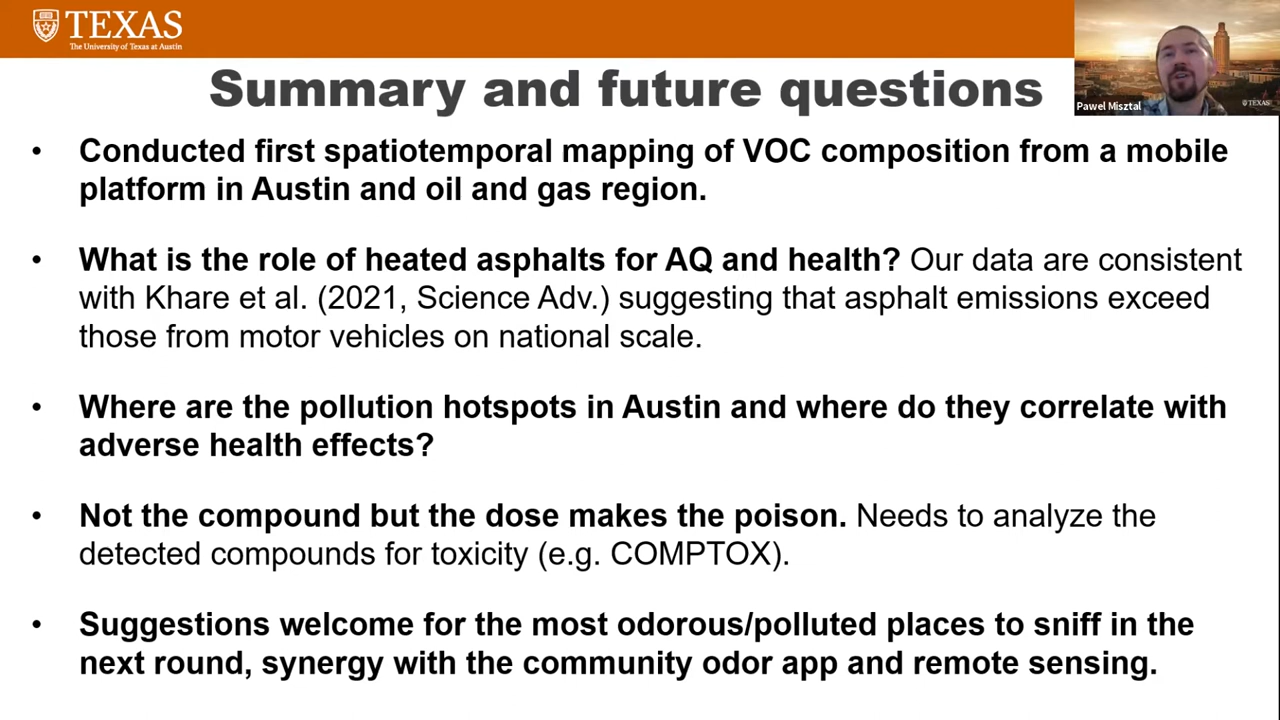 TEXAS
The University of Texas at Austin
Summary and future questions
Pawel Misztal
TEXAS
• Conducted first spatiotemporal mapping of VOC composition from a mobile
platform in Austin and oil and gas region.
• What is the role of heated asphalts for AQ and health? Our data are consistent
with Khare et al. (2021, Science Adv.) suggesting that asphalt emissions exceed
those from motor vehicles on national scale.
• Where are the pollution hotspots in Austin and where do they correlate with
adverse health effects?
• Not the compound but the dose makes the poison. Needs to analyze the
detected compounds for toxicity (e.g. COMPTOX).
• Suggestions welcome for the most odorous/polluted places to sniff in the
next round, synergy with the community odor app and remote sensing.